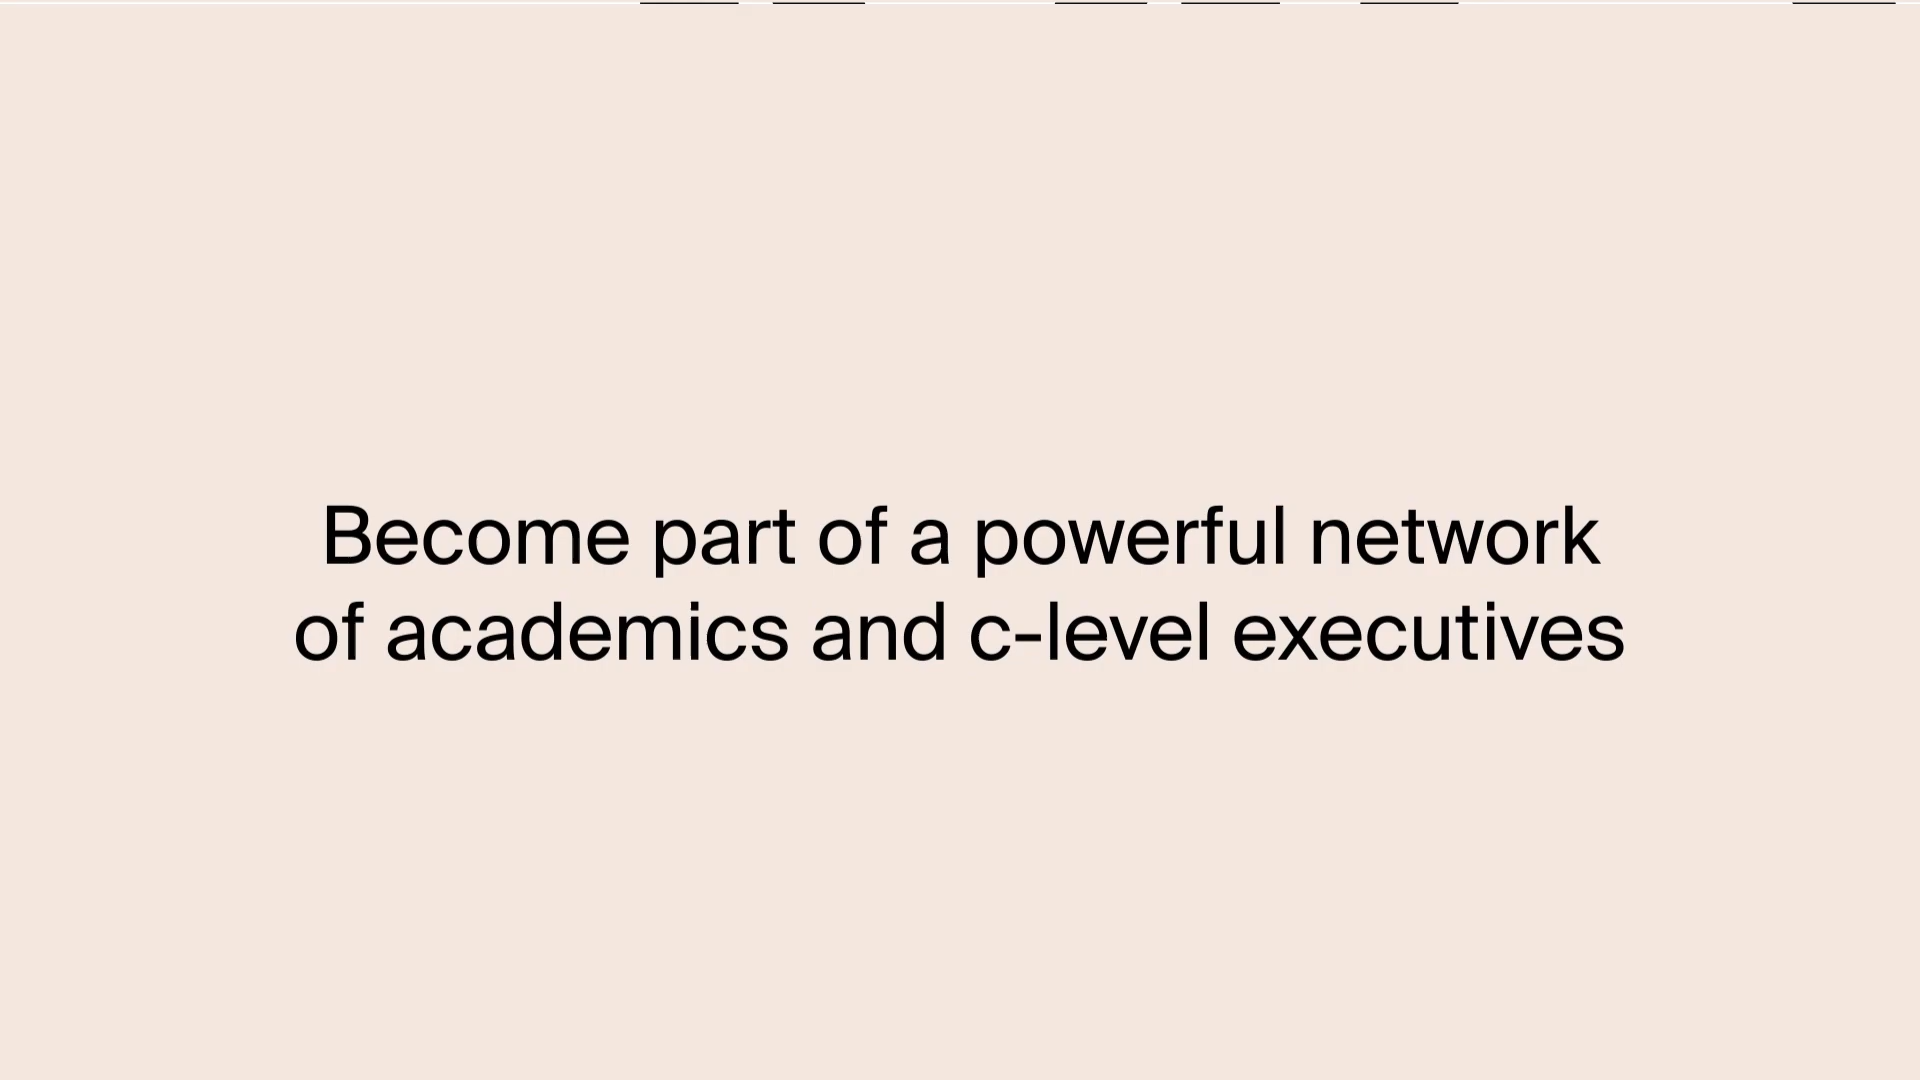 Become part of a powerful network
of academics and c-level executives